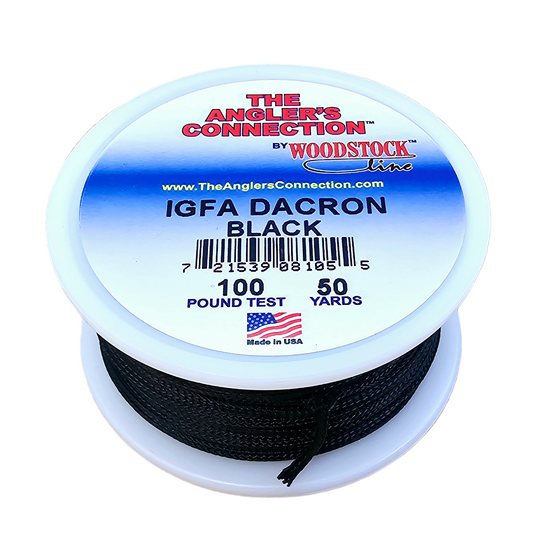 THE
ANGLER'S
CONNECTION™
BY WOODSTOCK™
line
www.TheAnglersConnection.com
IGFA DACRON
BLACK
7 21539 08105 5
100 50
POUND TEST YARDS
Made in USA